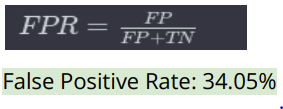 FPR = FP / FP+TN
False Positive Rate: 34.05%
.